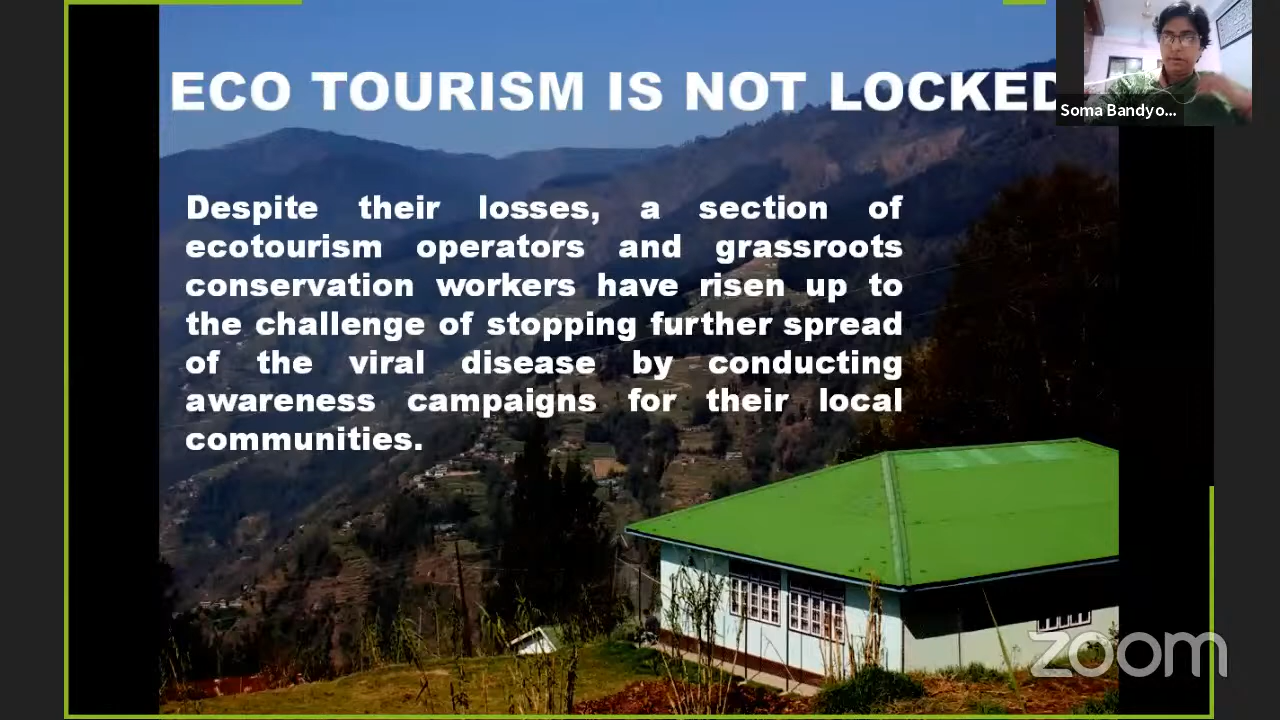 ECO TOURISM IS NOT LOCKED
Despite their losses, a section of
ecotourism operators and grassroots
conservation workers have risen up to
the challenge of stopping further spread
of the viral disease by conducting
awareness campaigns for their local
communities.
Soma Bandyo...
zoom